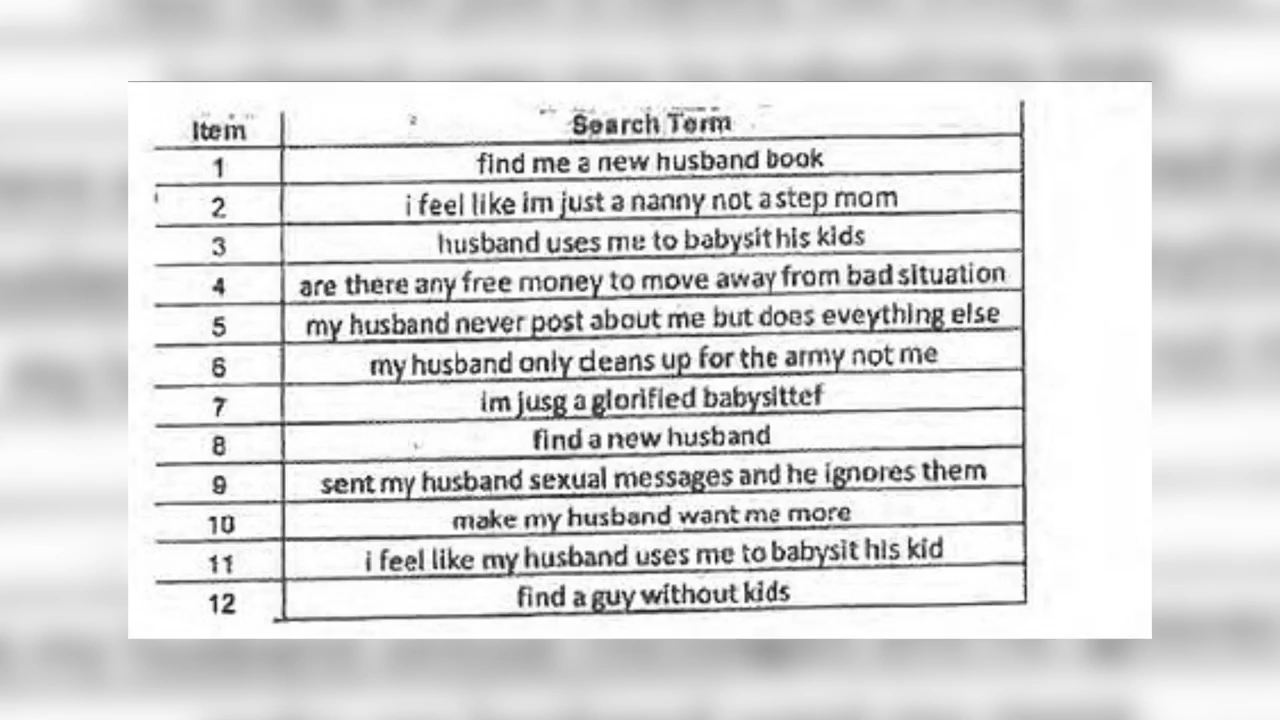 Item Search Term
1 find me a new husband book
2 i feel like im just a nanny not a step mom
3 husband uses me to babysit his kids
4 are there any free money to move away from bad situation
5 my husband never post about me but does eveything else
6 my husband only cleans up for the army not me
7 im jusg a glorified babysittef
8 find a new husband
9 sent my husband sexual messages and he ignores them
10 make my husband want me more
11 i feel like my husband uses me to babysit his kid
12 find a guy without kids